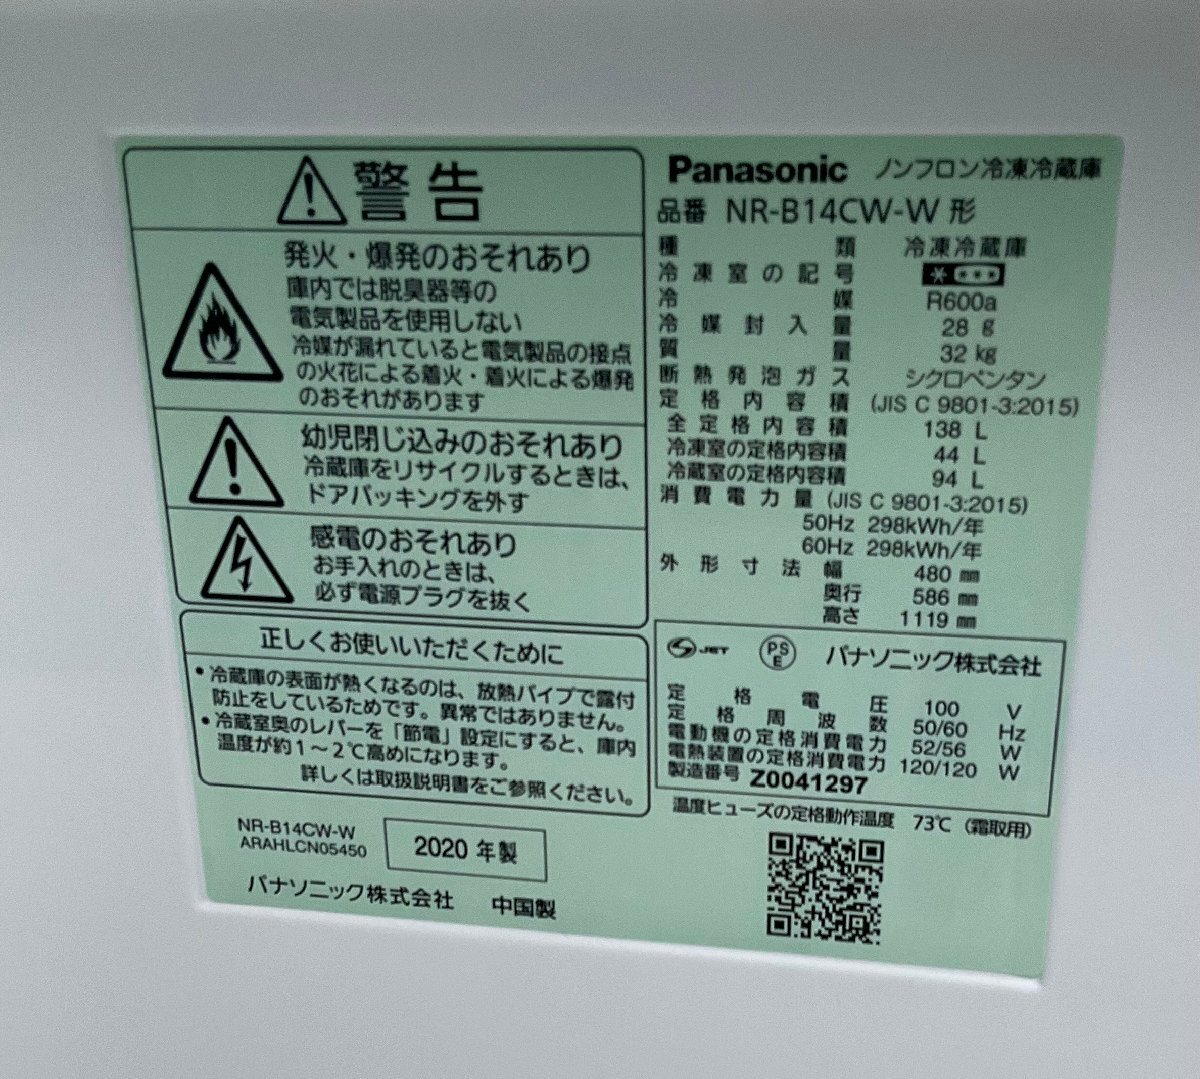 警告
発火・爆発のおそれあり
庫内では脱臭器等の
電気製品を使用しない
冷媒が漏れていると電気製品の接点
の火花による着火・着火による爆発
のおそれがあります
幼児閉じ込みのおそれあり
冷蔵庫をリサイクルするときは、
ドアパッキングを外す
感電のおそれあり
お手入れのときは、
必ず電源プラグを抜く
正しくお使いいただくために
・冷蔵庫の表面が熱くなるのは、放熱パイプで露付
防止をしているためです。異常ではありません。
・冷蔵室奥のレバーを「節電」設定にすると、庫内
温度が約1～2℃高めになります。
詳しくは取扱説明書をご参照ください。
NR-B14CW-W
ARAHLCN05450
2020 年製
パナソニック株式会社 中国製
Panasonic ノンフロン冷凍冷蔵庫
品番 NR-B14CW-W 形
種類 冷凍冷蔵庫
冷凍室の記号
冷媒 R600a
冷媒封入量 28 g
質量 32 kg
断熱発泡ガス シクロペンタン
定格内容積 (JIS C 9801-3:2015)
全定格内容積 138 L
冷凍室の定格内容積 44 L
冷蔵室の定格内容積 94 L
消費電力量 (JIS C 9801-3:2015)
50Hz 298kWh/年
60Hz 298kWh/年
外形寸法 幅 480 ㎜
奥行 586 ㎜
高さ 1119 ㎜
JET PSE パナソニック株式会社
定格電圧 100 V
定格周波数 50/60 Hz
電動機の定格消費電力 52/56 W
電熱装置の定格消費電力 120/120 W
製造番号 Z0041297
温度ヒューズの定格動作温度 73℃（霜取用）